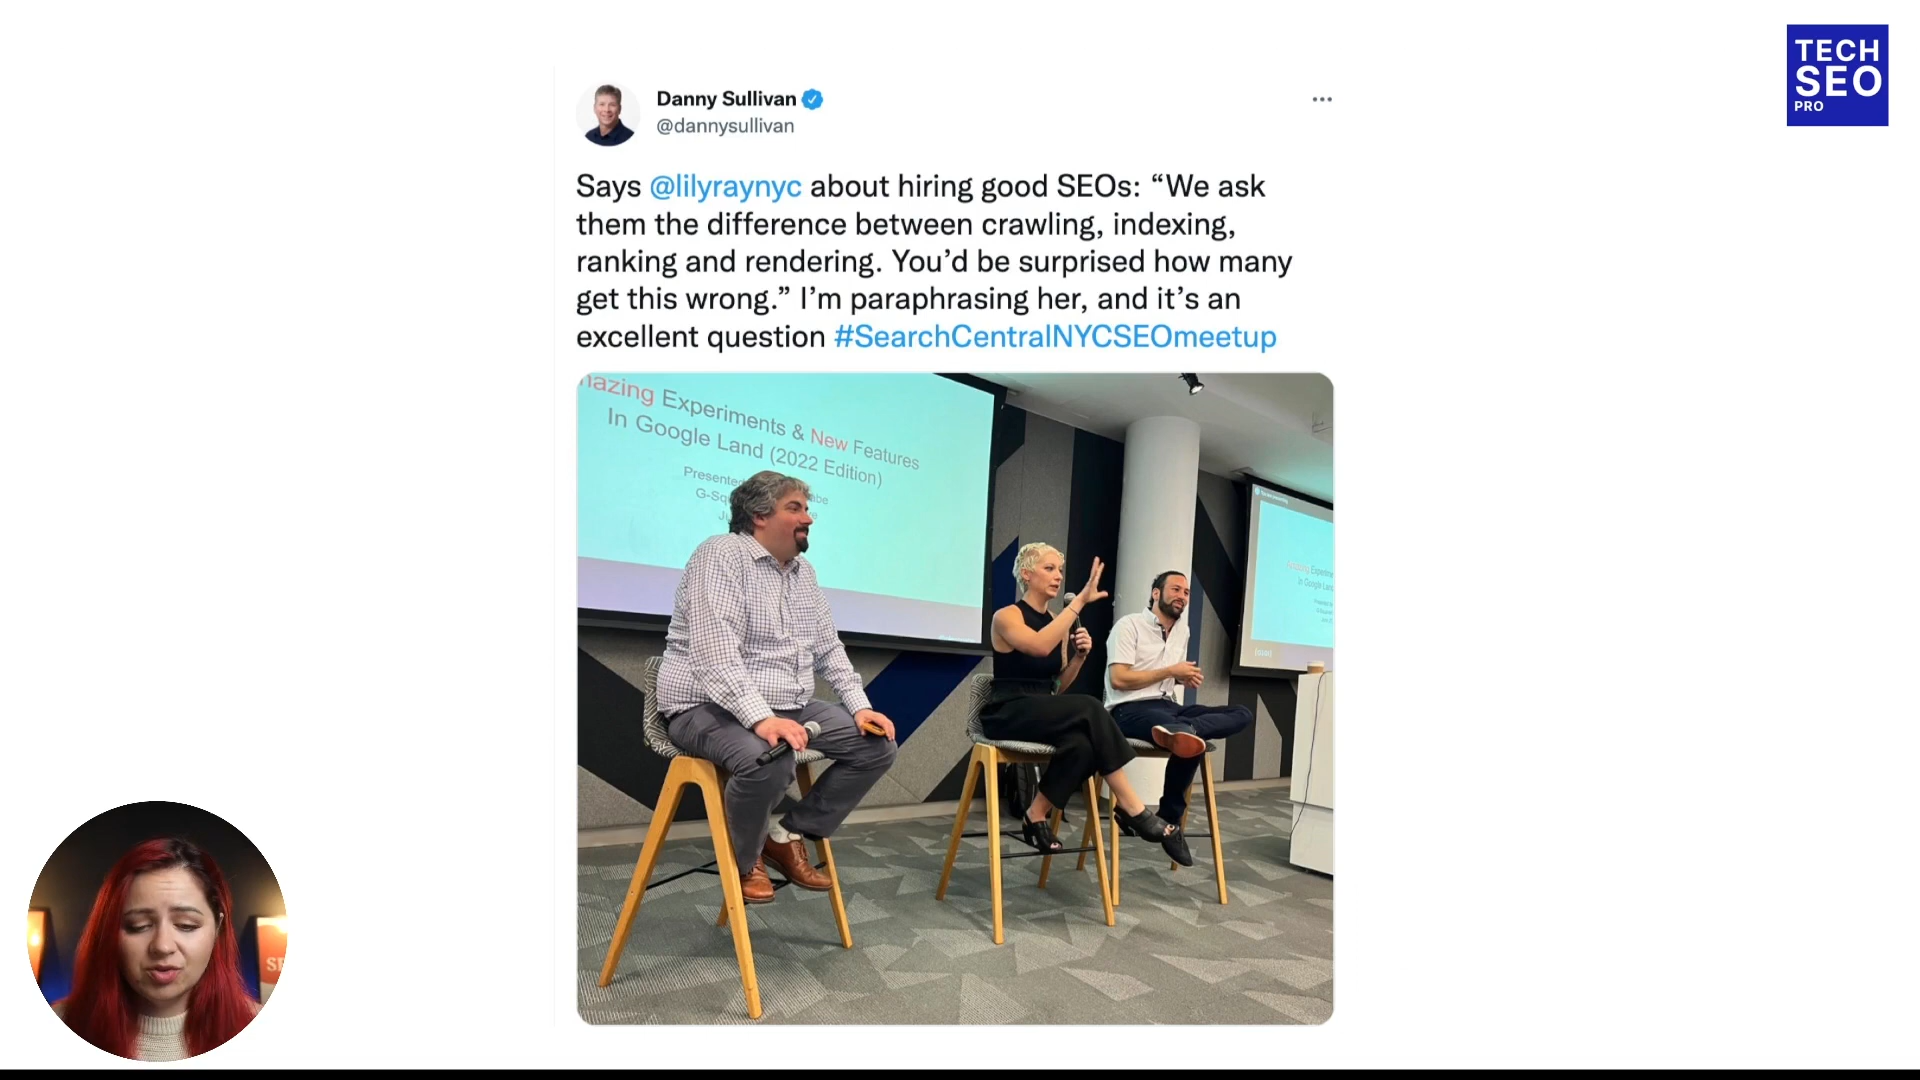 TECH
SEO
PRO
Danny Sullivan
@dannysullivan
Says @lilyraynyc about hiring good SEOs: “We ask
them the difference between crawling, indexing,
ranking and rendering. You’d be surprised how many
get this wrong.” I’m paraphrasing her, and it’s an
excellent question #SearchCentralNYCSEOmeetup
Experiments & New Features
In Google Land (2022 Edition)